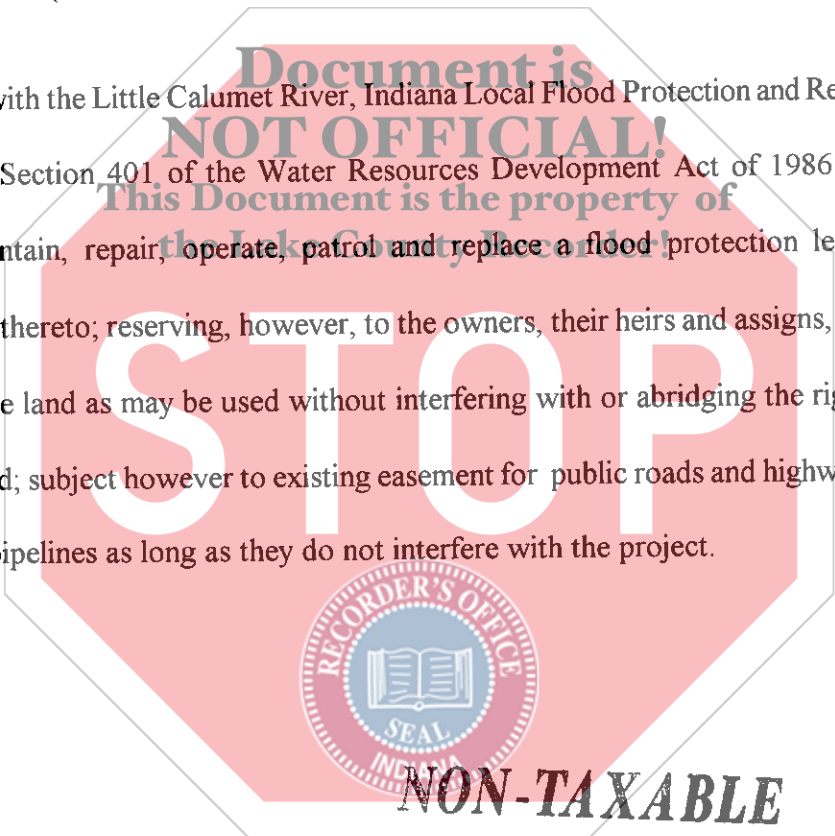 Document is
with the Little Calumet River, Indiana Local Flood Protection and Re
NOT OFFICIAL!
Section 401 of the Water Resources Development Act of 1986
This Document is the property of
ntain, repair, operate, patrol and replace a flood protection le
the Lake County Recorder!
thereto; reserving, however, to the owners, their heirs and assigns,
e land as may be used without interfering with or abridging the rig
STOP
d; subject however to existing easement for public roads and highw
pipelines as long as they do not interfere with the project.
RECORDER'S OFFICE
SEAL
INDIANA
NON-TAXABLE